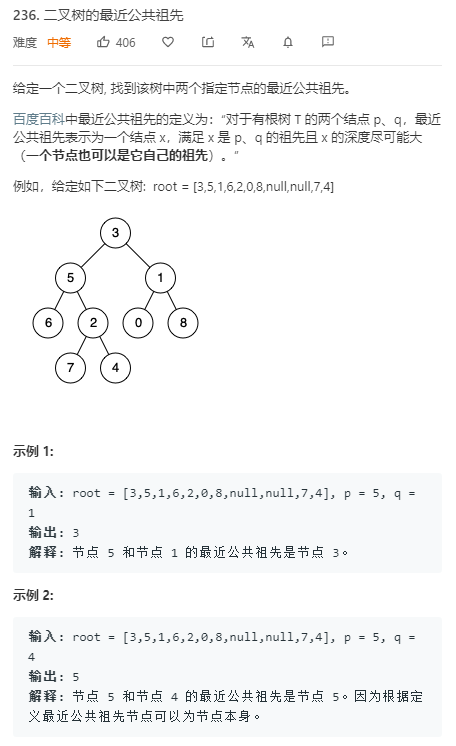 236. 二叉树的最近公共祖先
难度 中等 406
给定一个二叉树, 找到该树中两个指定节点的最近公共祖先。
百度百科中最近公共祖先的定义为：“对于有根树 T 的两个结点 p、q，最近
公共祖先表示为一个结点 x，满足 x 是 p、q 的祖先且 x 的深度尽可能大
（一个节点也可以是它自己的祖先）。”
例如，给定如下二叉树: root = [3,5,1,6,2,0,8,null,null,7,4]
3
5 1
6 2 0 8
7 4
示例 1:
输入: root = [3,5,1,6,2,0,8,null,null,7,4], p = 5, q =
1
输出: 3
解释: 节点 5 和节点 1 的最近公共祖先是节点 3。
示例 2:
输入: root = [3,5,1,6,2,0,8,null,null,7,4], p = 5, q =
4
输出: 5
解释: 节点 5 和节点 4 的最近公共祖先是节点 5。因为根据定
义最近公共祖先节点可以为节点本身。